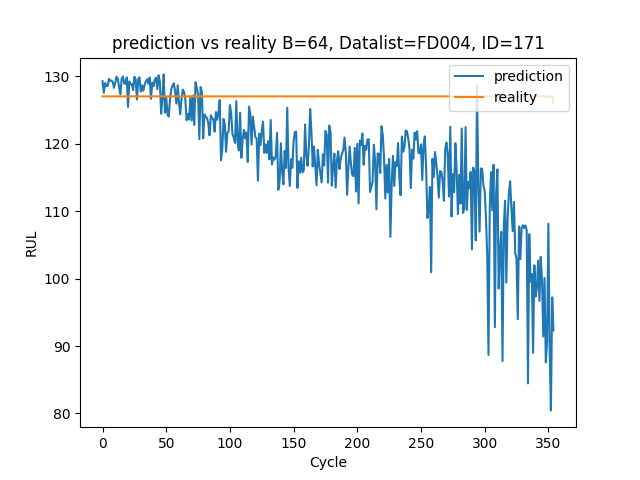 prediction vs reality B=64, Datalist=FD004, ID=171
prediction
reality
RUL
130
120
110
100
90
80
0 50 100 150 200 250 300 350
Cycle